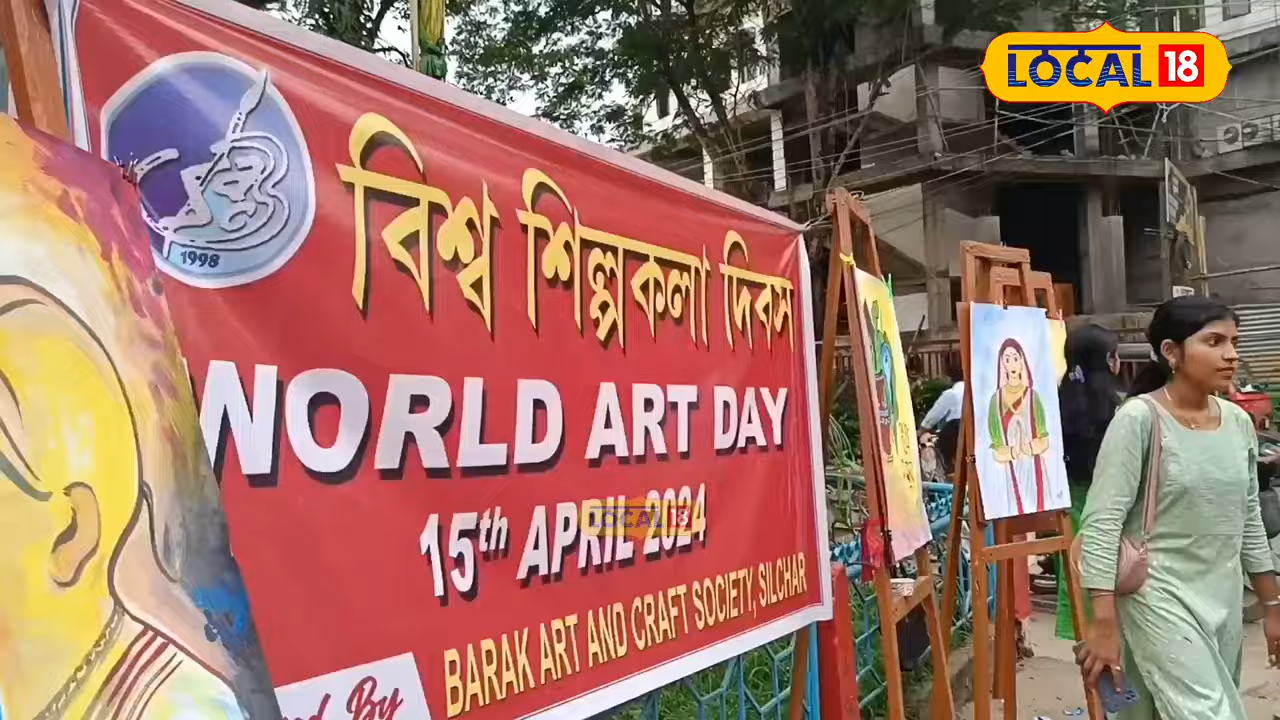 LOCAL 18
1998
বিশ্ব শিল্পকলা দিবস
WORLD ART DAY
15th APRIL 2024
LOCAL 18
BARAK ART AND CRAFT SOCIETY, SILCHAR
By